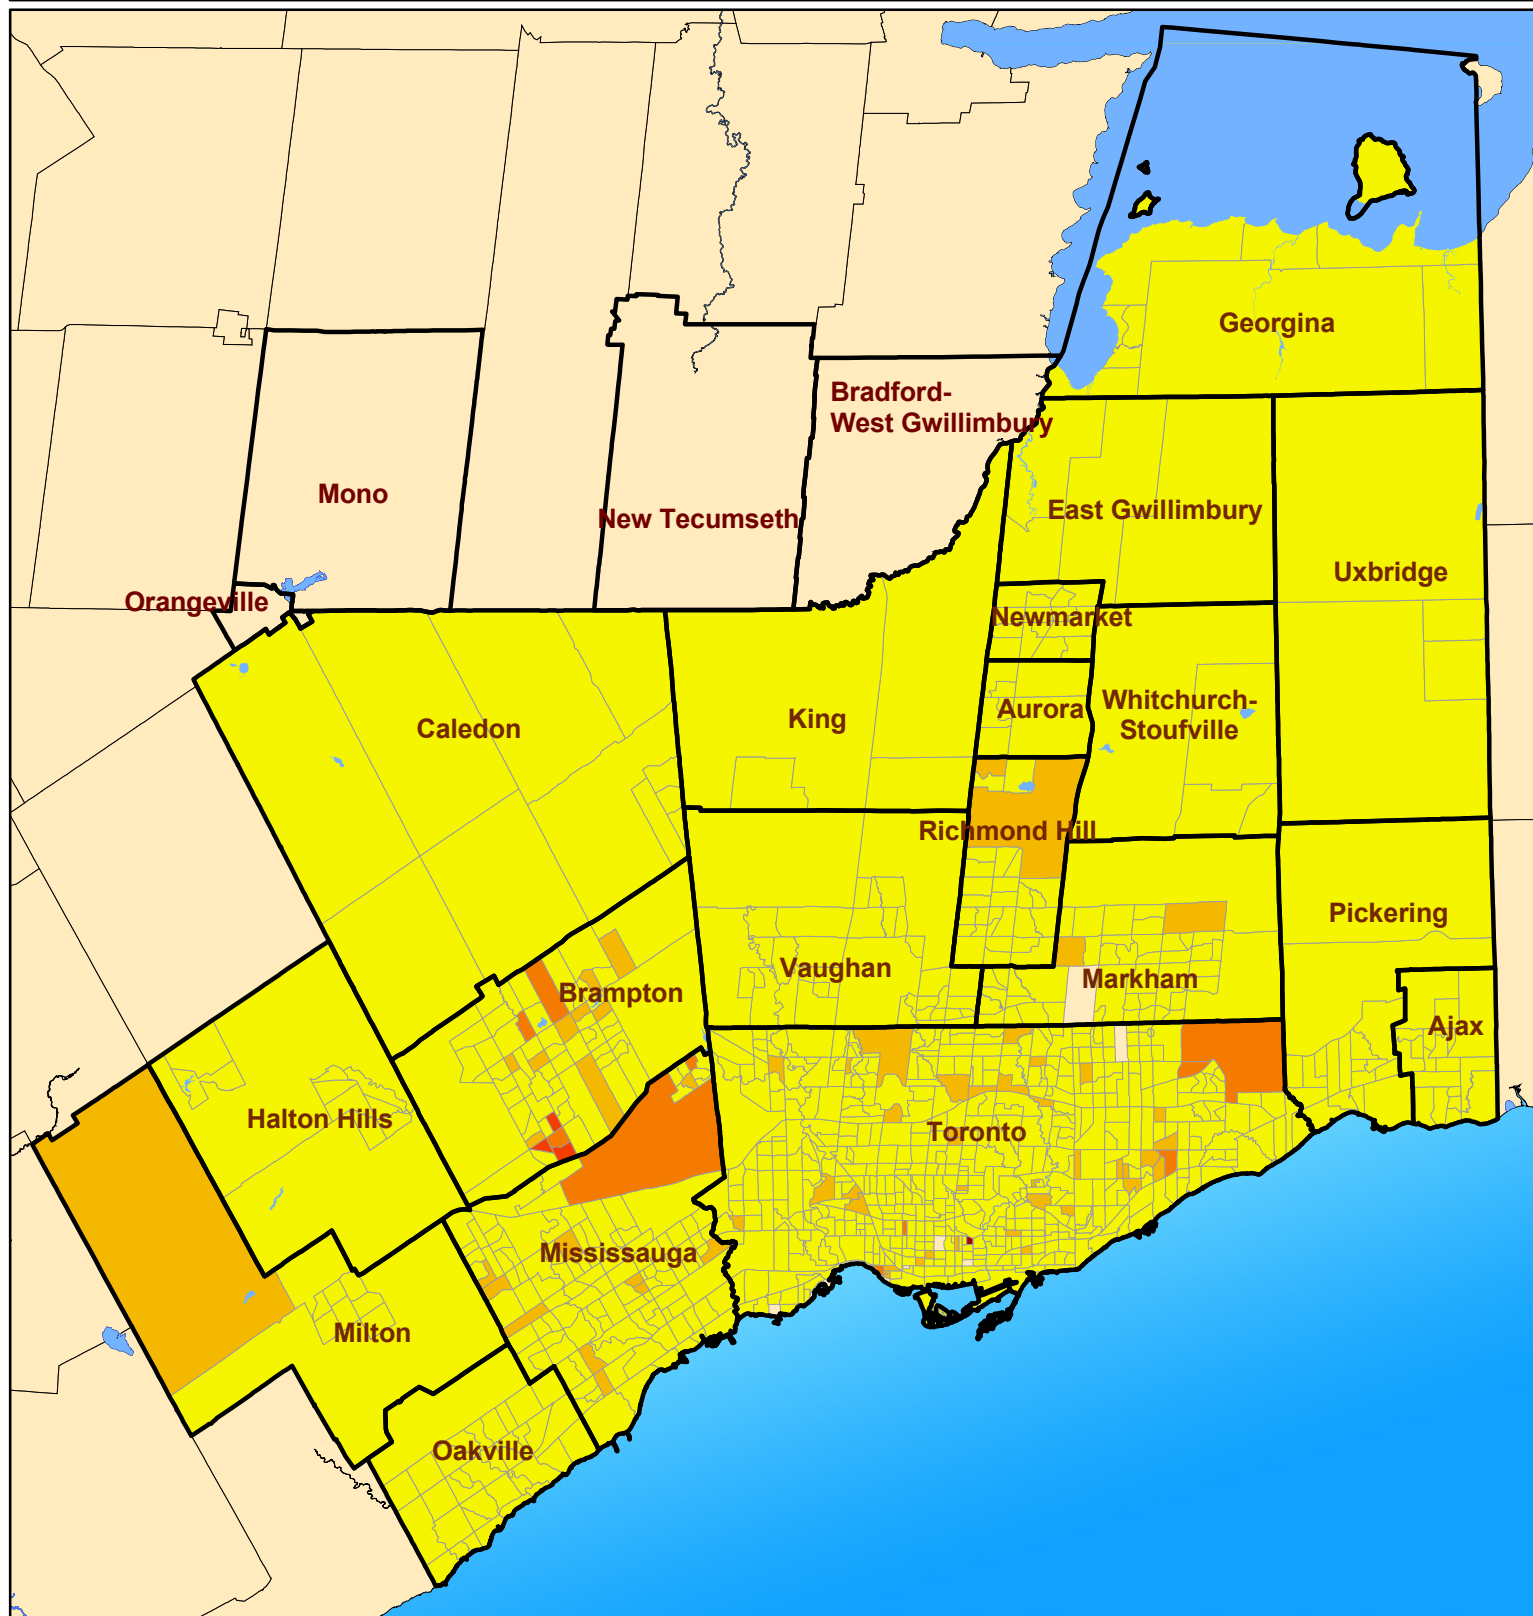 Georgina
Bradford-
West Gwillimbury
Mono
New Tecumseth
East Gwillimbury
Uxbridge
Orangeville
Newmarket
Caledon
King
Aurora
Whitchurch-
Stoufville
Richmond Hill
Pickering
Vaughan
Markham
Brampton
Ajax
Halton Hills
Toronto
Mississauga
Milton
Oakville